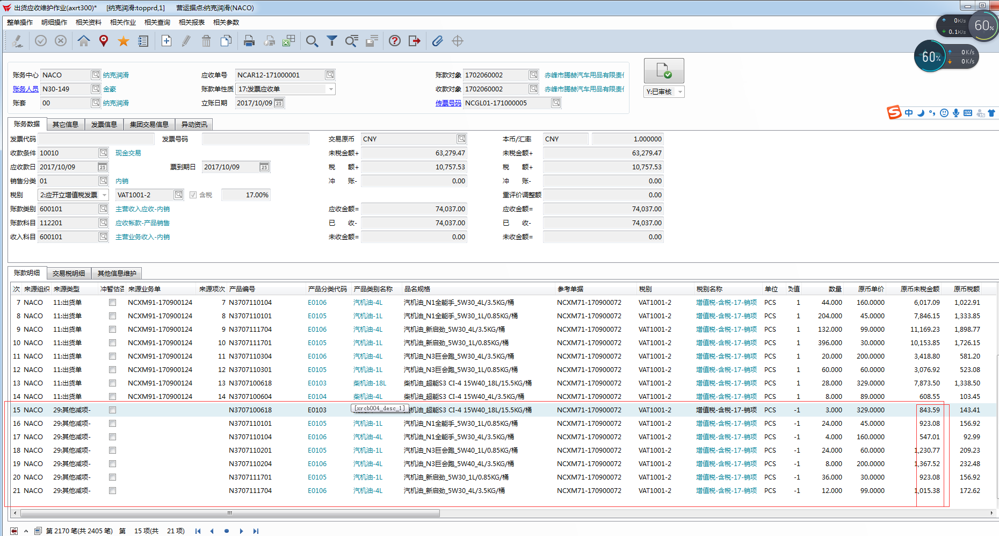 出货应收维护作业(axrt300)* [纳克润滑:topprd,1] 营运据点:纳克润滑(NACO)
整单操作 明细操作 相关资料 相关作业 相关查询 相关报表 相关参数
0K/s
0.1K/s
60%
60%
0K/s
0K/s
账务中心 NACO 纳克润滑 应收单号 NCAR12-171000001 账款对象 1702060002 赤峰市腾赫汽车用品有限责
账务人员 N30-149 金豪 账款单性质 17:发票应收单 收款对象 1702060002 赤峰市腾赫汽车用品有限责 Y:已审核
账套 00 纳克润滑 立账日期 2017/10/09 25 传票号码 NCGL01-171000005
S 中
账务数据 其它信息 发票信息 集团交易信息 异动资讯
发票代码 发票号码 交易原币 CNY 本币/汇率 CNY 1.000000
收款条件 10010 现金交易 未税金额+ 63,279.47 未税金额+ 63,279.47
应收款日 2017/10/09 25 票到期日 2017/10/09 25 税 额+ 10,757.53 税 额+ 10,757.53
销售分类 01 内销 冲 账- 0.00 冲 账- 0.00
税别 2:应开立增值税发票 VAT1001-2 含税 17.00% 重评价调整额 0.00
账款类别 600101 主营收入应收-内销 应收金额= 74,037.00 应收金额= 74,037.00
账款科目 112201 应收帐款-产品销售 已 收- 74,037.00 已 收- 74,037.00
收入科目 600101 主营业务收入-内销 未收金额= 0.00 未收金额= 0.00
账款明细 交易税明细 其他信息维护
次 来源组织 来源类型 冲暂估否 来源业务单 来源项次 产品编号 产品分类代码 产品类别名称 品名规格 参考单据 税别 税别名称 单位 负值 数量 原币单价 原币未税金额 原币税额
7 NACO 11:出货单 NCXM91-170900124 7 N3707110104 E0106 汽机油-4L 汽机油_N1全能手_5W30_4L/3.5KG/桶 NCXM71-170900072 VAT1001-2 增值税-含税-17-销项 PCS 1 44.000 160.0000 6,017.09 1,022.91
8 NACO 11:出货单 NCXM91-170900124 8 N3707110101 E0105 汽机油-1L 汽机油_N1全能手_5W30_1L/0.85KG/桶 NCXM71-170900072 VAT1001-2 增值税-含税-17-销项 PCS 1 204.000 45.0000 7,846.15 1,333.85
9 NACO 11:出货单 NCXM91-170900124 9 N3707111704 E0106 汽机油-4L 汽机油_新启劲_5W30_4L/3.5KG/桶 NCXM71-170900072 VAT1001-2 增值税-含税-17-销项 PCS 1 132.000 99.0000 11,169.23 1,898.77
10 NACO 11:出货单 NCXM91-170900124 10 N3707111701 E0105 汽机油-1L 汽机油_新启劲_5W30_1L/0.85KG/桶 NCXM71-170900072 VAT1001-2 增值税-含税-17-销项 PCS 1 396.000 30.0000 10,153.85 1,726.15
11 NACO 11:出货单 NCXM91-170900124 11 N3707110304 E0106 汽机油-4L 汽机油_N3巨会跑_5W30_4L/3.5KG/桶 NCXM71-170900072 VAT1001-2 增值税-含税-17-销项 PCS 1 20.000 200.0000 3,418.80 581.20
12 NACO 11:出货单 NCXM91-170900124 12 N3707110301 E0105 汽机油-1L 汽机油_N3巨会跑_5W30_1L/0.85KG/桶 NCXM71-170900072 VAT1001-2 增值税-含税-17-销项 PCS 1 60.000 60.0000 3,076.92 523.08
13 NACO 11:出货单 NCXM91-170900124 13 N3707100618 E0103 柴机油-18L 柴机油_超能S3 CI-4 15W40_18L/15.5KG/桶 NCXM71-170900072 VAT1001-2 增值税-含税-17-销项 PCS 1 28.000 329.0000 7,873.50 1,338.50
14 NACO 11:出货单 NCXM91-170900124 14 N3707100604 E0104 柴机油-4L 柴机油_超能S3 CI-4 15W40_4L/3.5KG/桶 NCXM71-170900072 VAT1001-2 增值税-含税-17-销项 PCS 1 8.000 89.0000 608.55 103.45
15 NACO 29:其他减项- N3707100618 E0103 [xrcb004_desc_1] 柴机油_超能S3 CI-4 15W40_18L/15.5KG/桶 NCXM71-170900072 VAT1001-2 增值税-含税-17-销项 PCS -1 3.000 329.0000 843.59 143.41
16 NACO 29:其他减项- N3707110101 E0105 汽机油-1L 汽机油_N1全能手_5W30_1L/0.85KG/桶 NCXM71-170900072 VAT1001-2 增值税-含税-17-销项 PCS -1 24.000 45.0000 923.08 156.92
17 NACO 29:其他减项- N3707110104 E0106 汽机油-4L 汽机油_N1全能手_5W30_4L/3.5KG/桶 NCXM71-170900072 VAT1001-2 增值税-含税-17-销项 PCS -1 4.000 160.0000 547.01 92.99
18 NACO 29:其他减项- N3707110201 E0105 汽机油-1L 汽机油_N3巨会跑_5W40_1L/0.85KG/桶 NCXM71-170900072 VAT1001-2 增值税-含税-17-销项 PCS -1 24.000 60.0000 1,230.77 209.23
19 NACO 29:其他减项- N3707110204 E0106 汽机油-4L 汽机油_N3巨会跑_5W40_4L/3.5KG/桶 NCXM71-170900072 VAT1001-2 增值税-含税-17-销项 PCS -1 8.000 200.0000 1,367.52 232.48
20 NACO 29:其他减项- N3707111701 E0105 汽机油-1L 汽机油_新启劲_5W30_1L/0.85KG/桶 NCXM71-170900072 VAT1001-2 增值税-含税-17-销项 PCS -1 36.000 30.0000 923.08 156.92
21 NACO 29:其他减项- N3707111704 E0106 汽机油-4L 汽机油_新启劲_5W30_4L/3.5KG/桶 NCXM71-170900072 VAT1001-2 增值税-含税-17-销项 PCS -1 12.000 99.0000 1,015.38 172.62
第 2170 笔(共 2405 笔) 第 15 项(共 21 项)